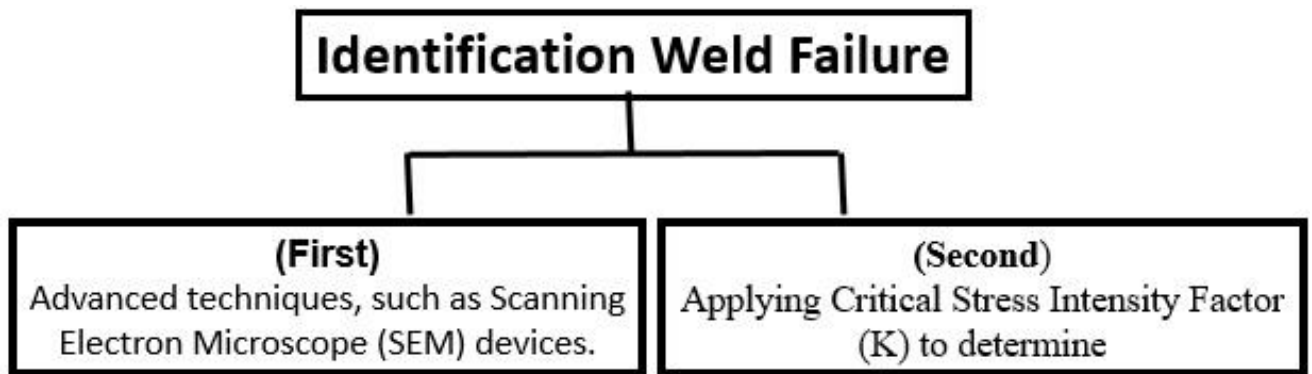 Identification Weld Failure
(First)
Advanced techniques, such as Scanning
Electron Microscope (SEM) devices.
(Second)
Applying Critical Stress Intensity Factor
(K) to determine